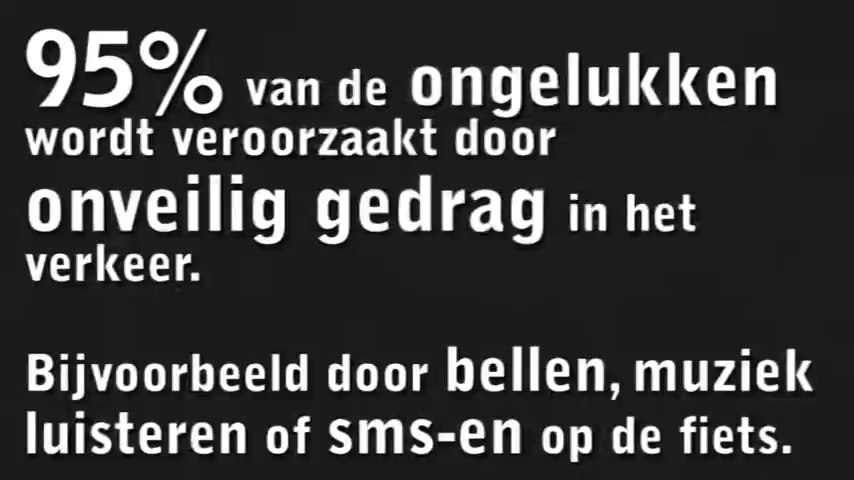 95% van de ongelukken
wordt veroorzaakt door
onveilig gedrag in het
verkeer.
Bijvoorbeeld door bellen, muziek
luisteren of sms-en op de fiets.